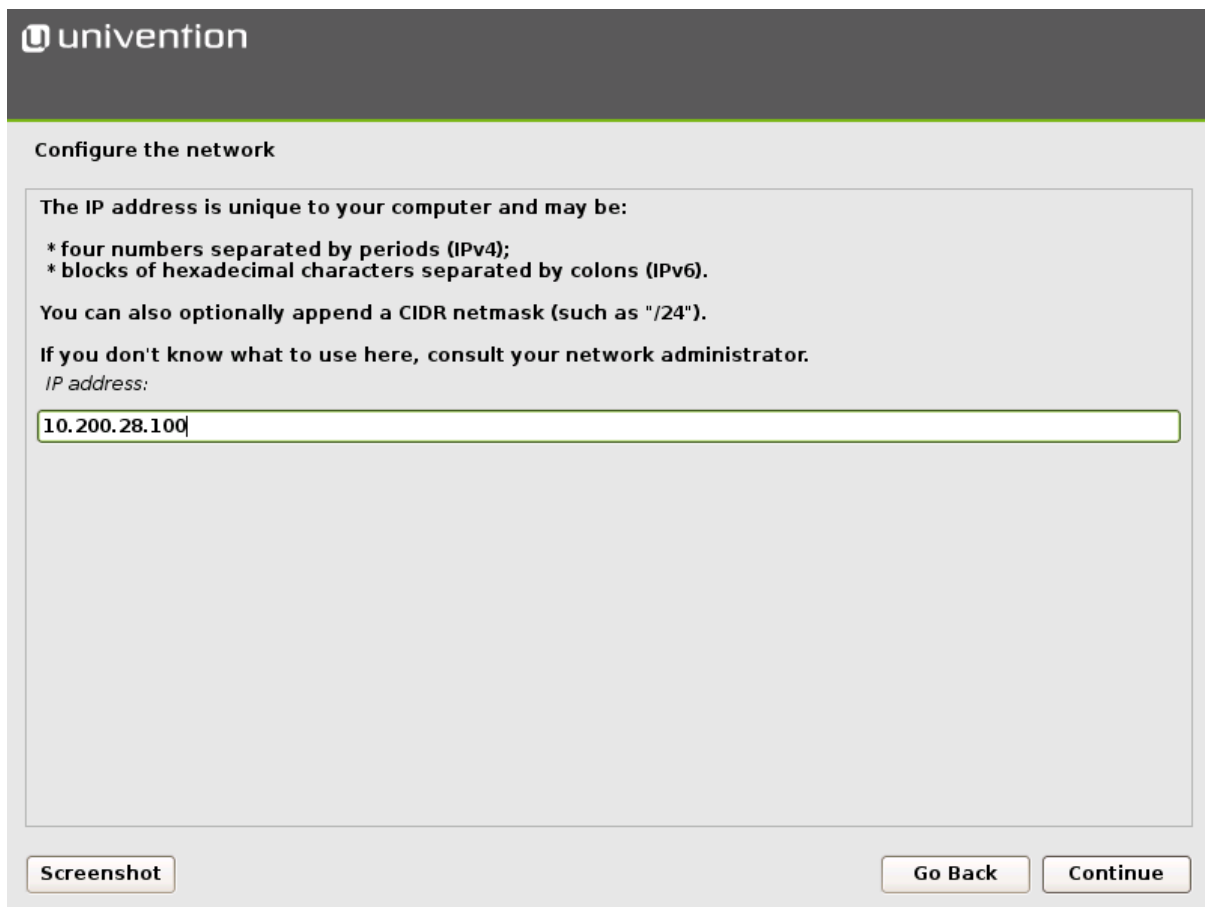 univention
Configure the network
The IP address is unique to your computer and may be:
* four numbers separated by periods (IPv4);
* blocks of hexadecimal characters separated by colons (IPv6).
You can also optionally append a CIDR netmask (such as "/24").
If you don't know what to use here, consult your network administrator.
IP address:
10.200.28.100
Screenshot
Go Back
Continue